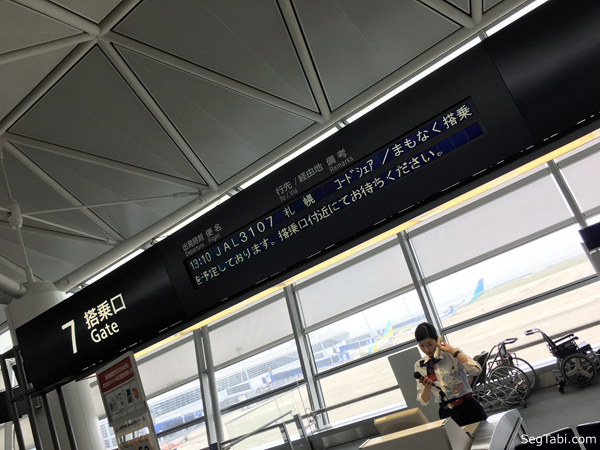 出発時刻 便名 行先/経由地 備考
Departure Flight To / Via Remarks
13:10 JAL3107 札幌 コードシェア/まもなく搭乗
を予定しております。搭乗口付近にてお待ちください。
7 搭乗口
Gate
SegTabi.com